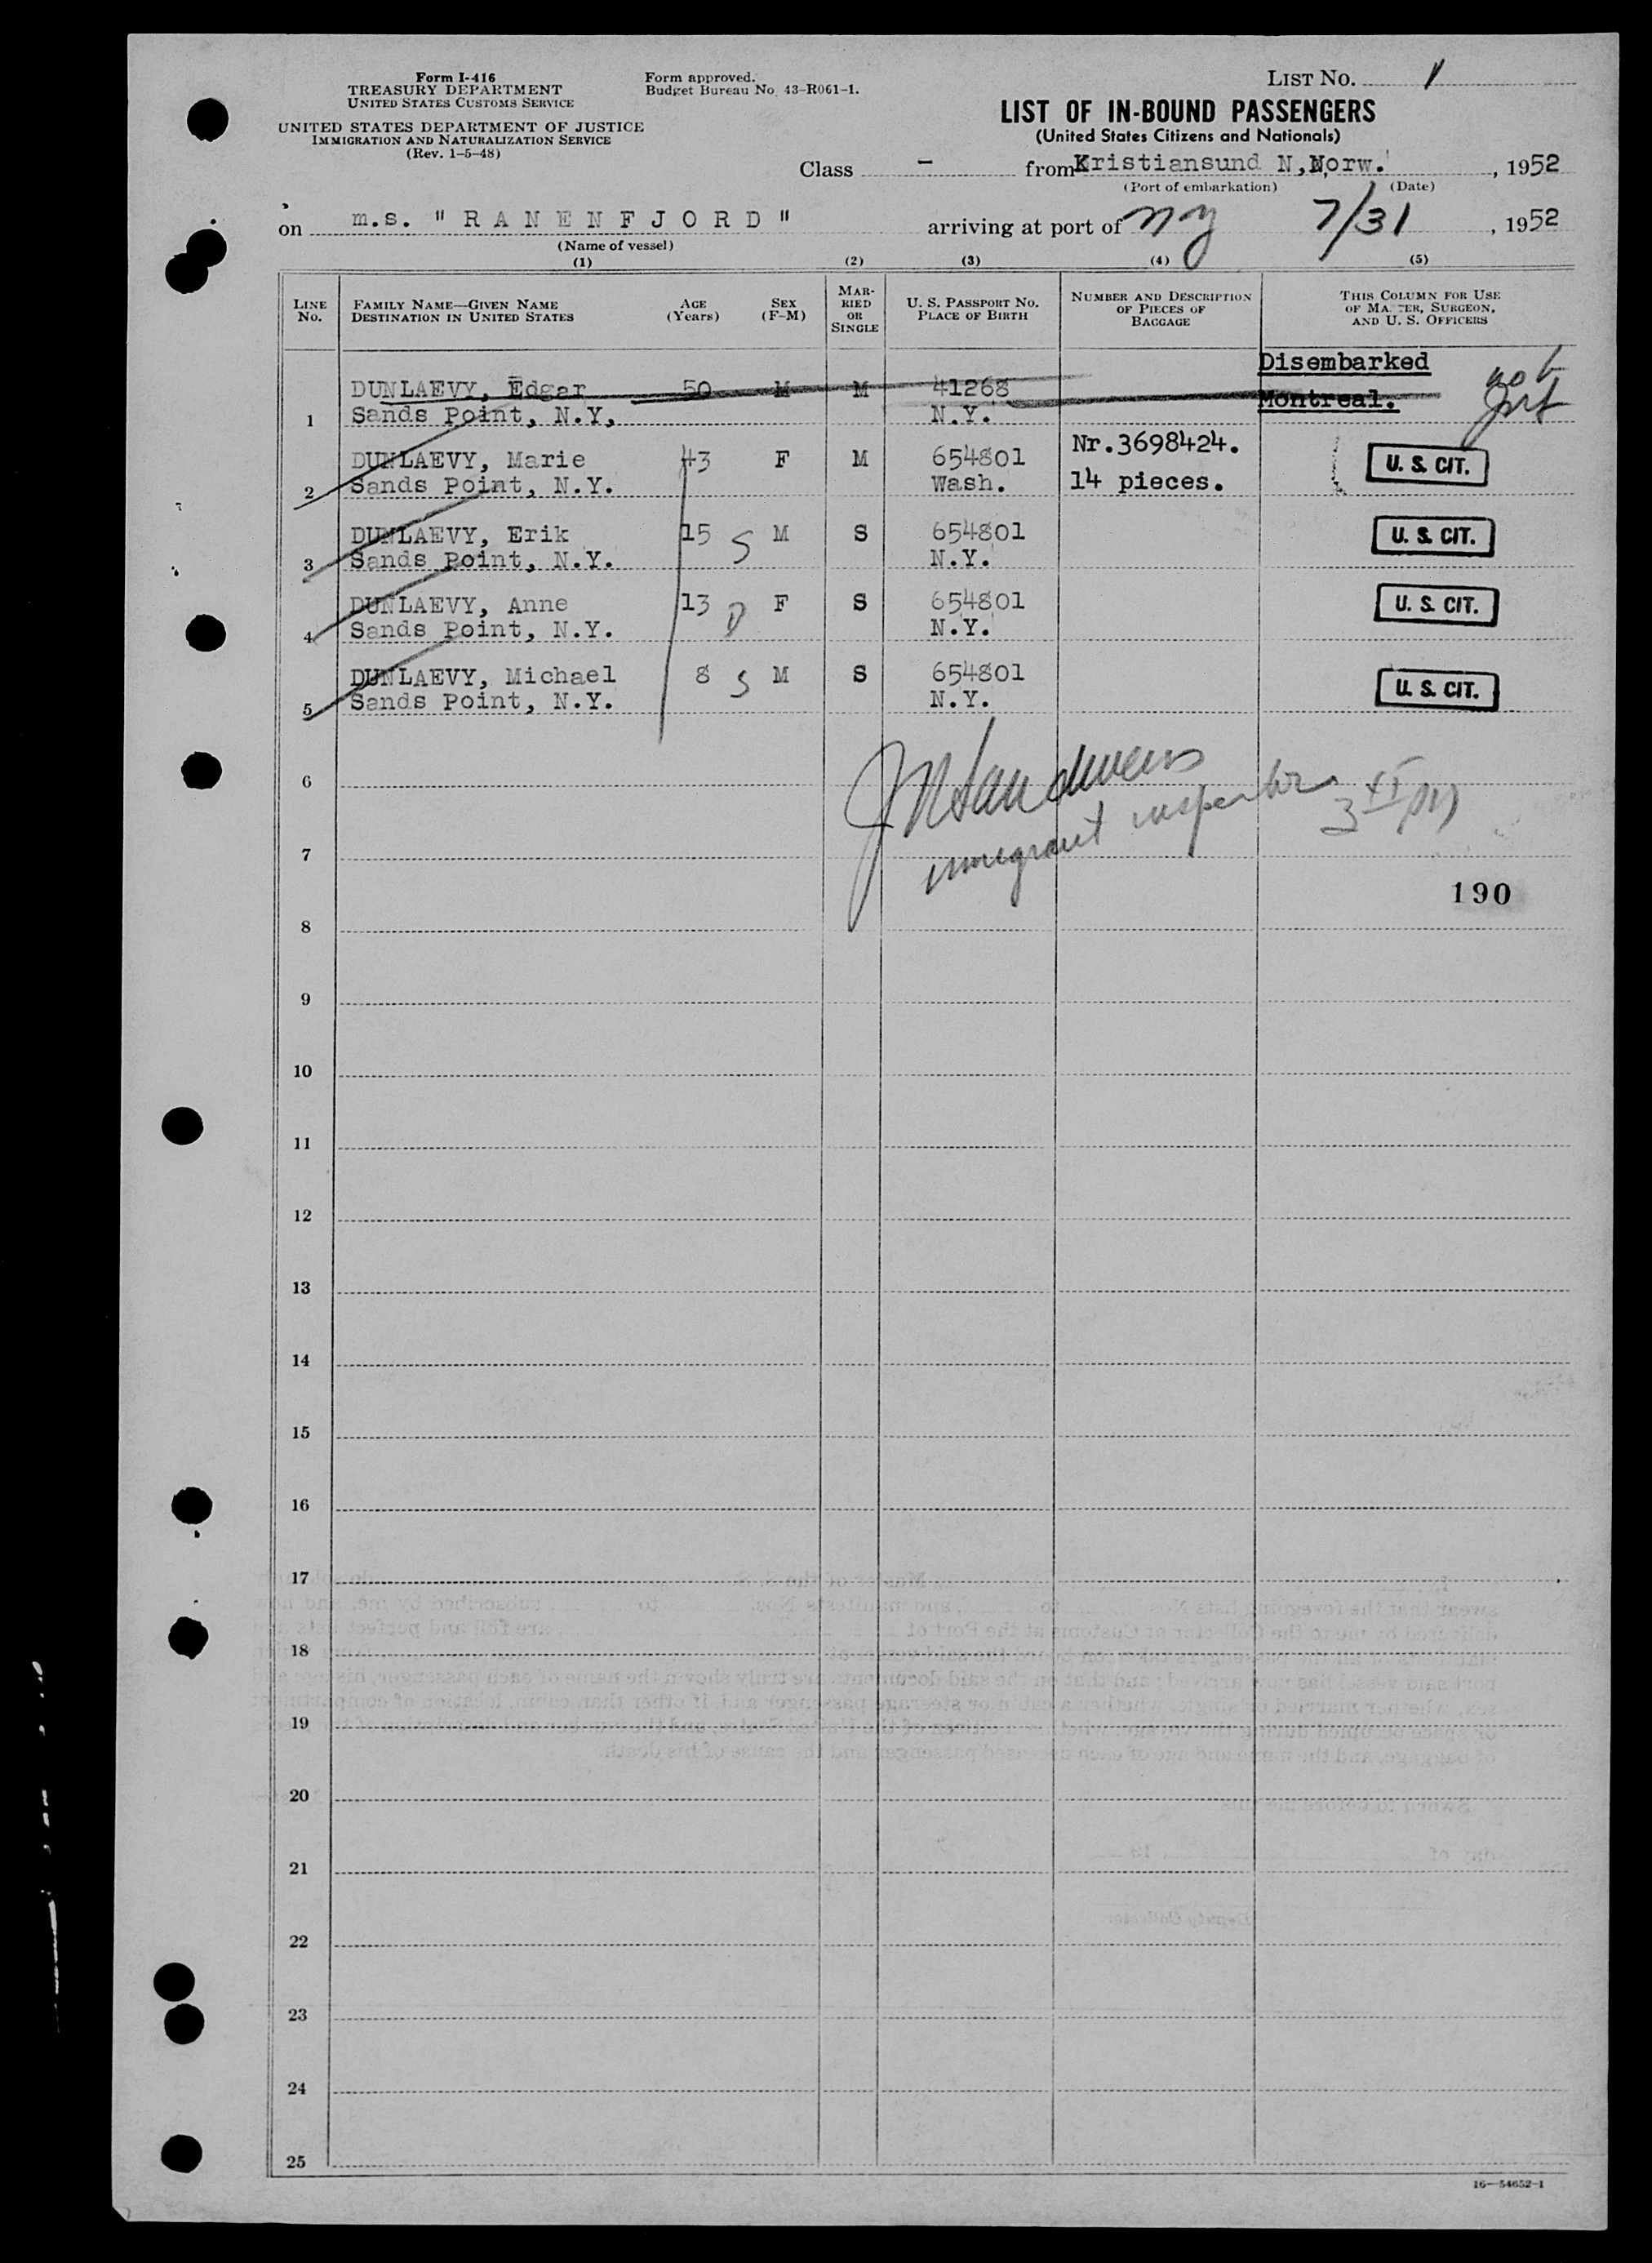 Form I-416
TREASURY DEPARTMENT
UNITED STATES CUSTOMS SERVICE
UNITED STATES DEPARTMENT OF JUSTICE
IMMIGRATION AND NATURALIZATION SERVICE
(Rev. 1-5-48)
Form approved.
Budget Bureau No. 43-R061-1.
LIST NO. 1
LIST OF IN-BOUND PASSENGERS
(United States Citizens and Nationals)
Class - from Kristiansund N, Norw. , 1952
(Port of embarkation) (Date)
on m.s. "RANENFJORD" arriving at port of NY 7/31 , 1952
(Name of vessel)
(1) (2) (3) (4) (5)
LINE NO.
FAMILY NAME—GIVEN NAME
DESTINATION IN UNITED STATES
AGE (Years)
SEX (F-M)
MARRIED OR SINGLE
U. S. PASSPORT NO.
PLACE OF BIRTH
NUMBER AND DESCRIPTION OF PIECES OF BAGGAGE
THIS COLUMN FOR USE OF MASTER, SURGEON, AND U. S. OFFICERS
DUNLAEVY, Edgar 50 M M 41268 Disembarked
1 Sands Point, N.Y, N.Y. Montreal. not
DUNLAEVY, Marie 43 F M 654801 Nr.3698424. U. S. CIT.
2 Sands Point, N.Y. Wash. 14 pieces.
DUNLAEVY, Erik 15 S M S 654801 U. S. CIT.
3 Sands Point, N.Y. N.Y.
DUNLAEVY, Anne 13 D F S 654801 U. S. CIT.
4 Sands Point, N.Y. N.Y.
DUNLAEVY, Michael 8 S M S 654801 U. S. CIT.
5 Sands Point, N.Y. N.Y.
6
immigrant inspector
7
190
8
9
10
11
12
13
14
15
16
17
18
19
20
21
22
23
24
25
16—54652-1